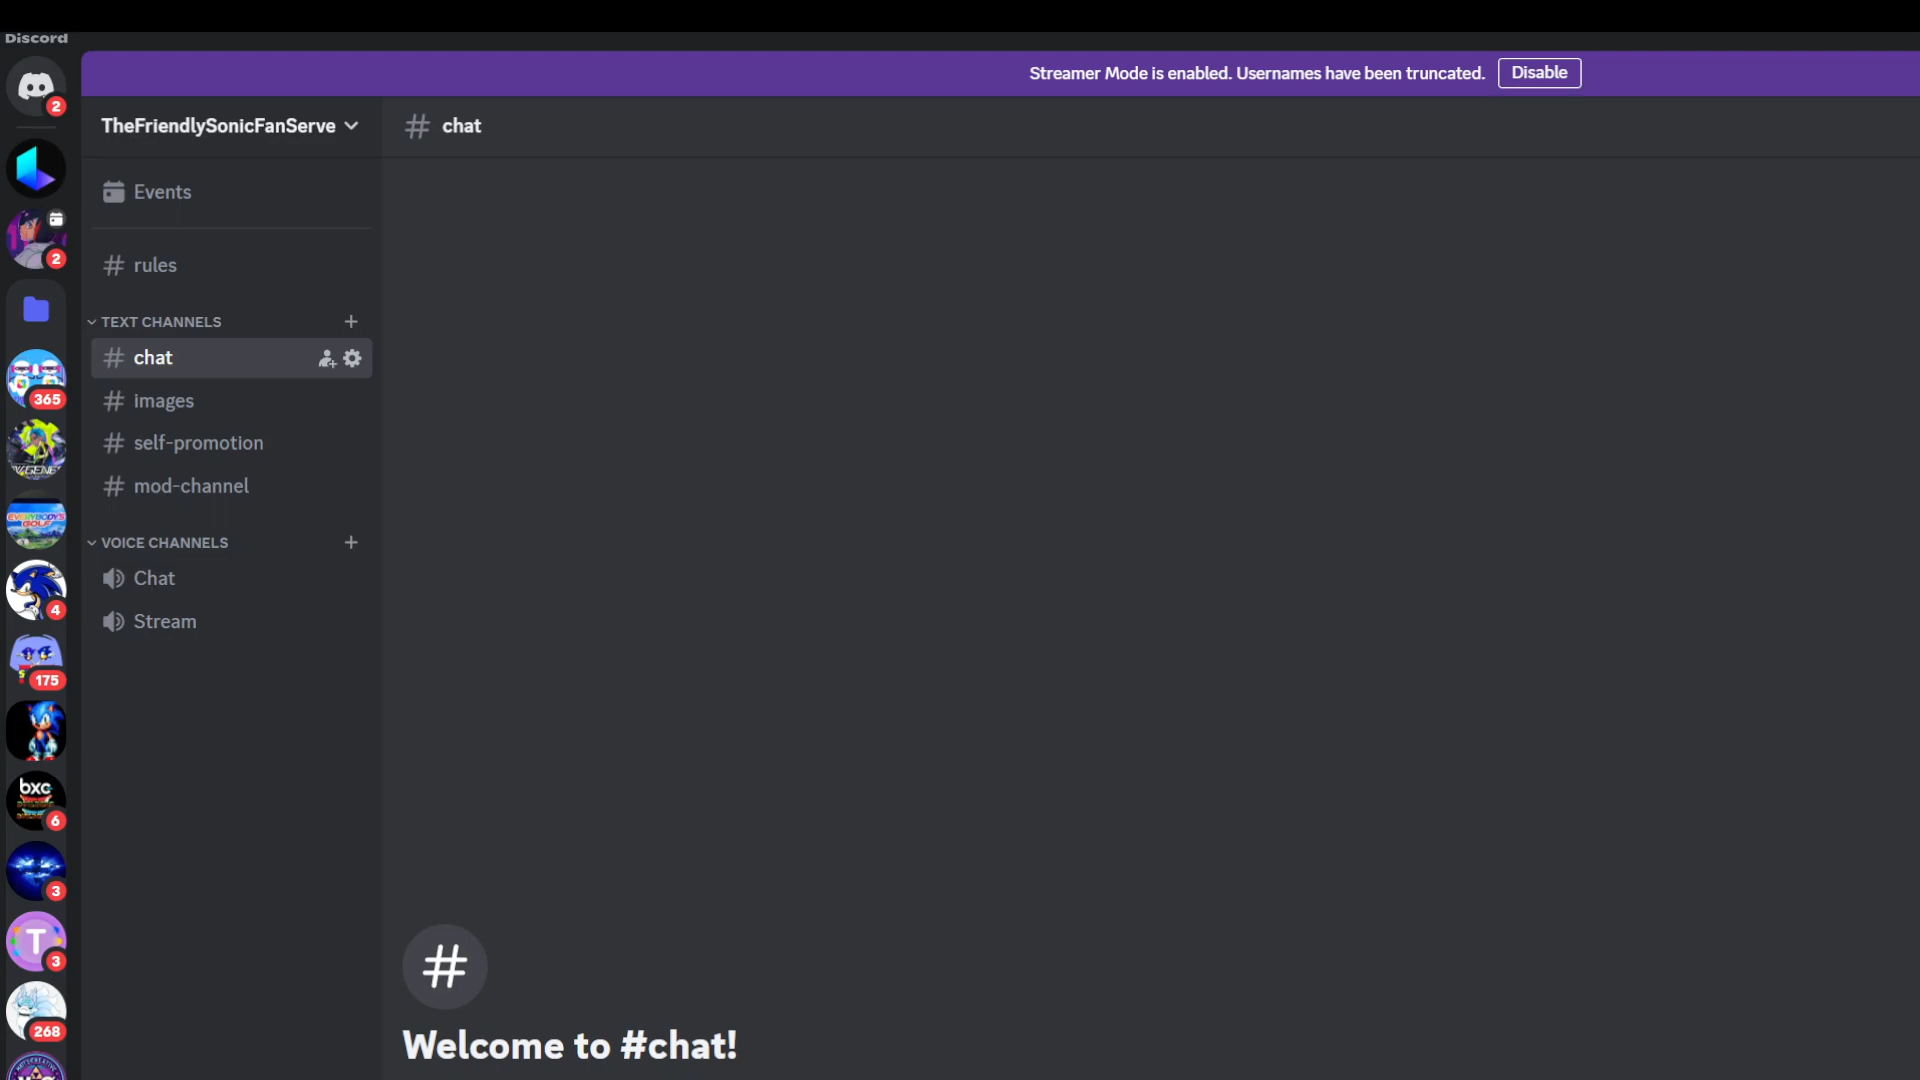 Discord
Streamer Mode is enabled. Usernames have been truncated. Disable
2
TheFriendlySonicFanServe
chat
Events
2
rules
TEXT CHANNELS
chat
365
images
self-promotion
mod-channel
EVERYBODY'S
GOLF
VOICE CHANNELS
Chat
4
Stream
175
bxc
6
3
T
3
268
Welcome to #chat!